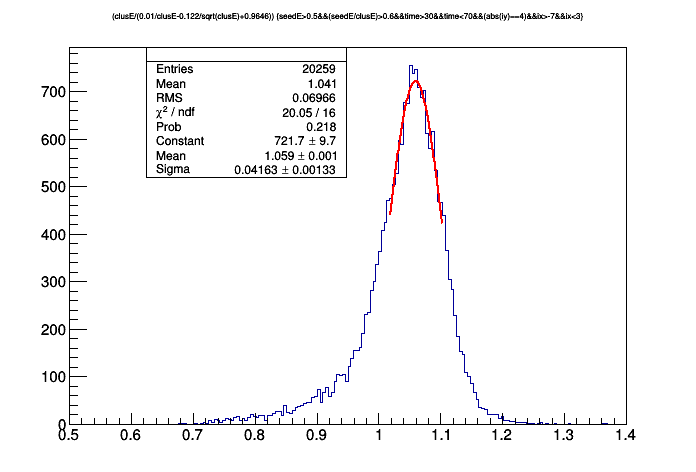 (clusE/(0.01/clusE-0.122/sqrt(clusE)+0.9646)) {seedE>0.5&&(seedE/clusE)>0.6&&time>30&&time<70&&(abs(iy)==4)&&ix>-7&&ix<3}
Entries 20259
Mean 1.041
RMS 0.06966
χ² / ndf 20.05 / 16
Prob 0.218
Constant 721.7 ± 9.7
Mean 1.059 ± 0.001
Sigma 0.04163 ± 0.00133
700
600
500
400
300
200
100
0
0.5 0.6 0.7 0.8 0.9 1 1.1 1.2 1.3 1.4